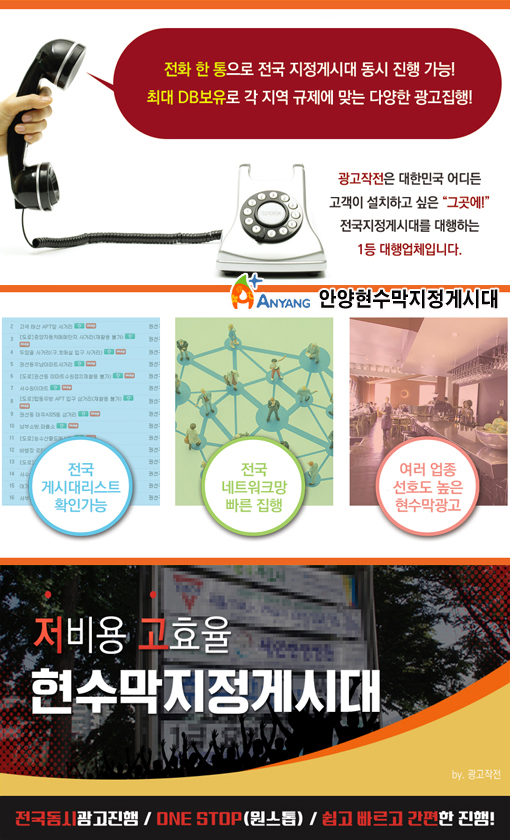 전화 한 통으로 전국 지정게시대 동시 진행 가능!
최대 DB보유로 각 지역 규제에 맞는 다양한 광고집행!
광고작전은 대한민국 어디든
고객이 설치하고 싶은 “그곳에!”
전국지정게시대를 대행하는
1등 대행업체입니다.
ANYANG 안양현수막지정게시대
전국
게시대리스트
확인가능
전국
네트워크망
빠른 집행
여러 업종
선호도 높은
현수막광고
저비용 고효율
현수막지정게시대
by. 광고작전
전국동시광고진행 / ONE STOP(원스톱) / 쉽고 빠르고 간편한 진행!